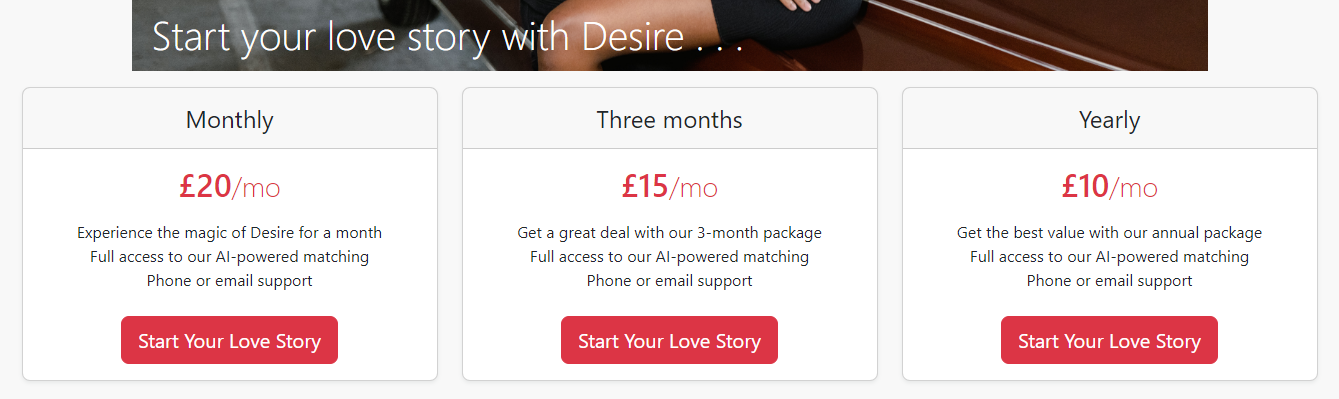 Start your love story with Desire . . .
Monthly
£20/mo
Experience the magic of Desire for a month
Full access to our AI-powered matching
Phone or email support
Start Your Love Story
Three months
£15/mo
Get a great deal with our 3-month package
Full access to our AI-powered matching
Phone or email support
Start Your Love Story
Yearly
£10/mo
Get the best value with our annual package
Full access to our AI-powered matching
Phone or email support
Start Your Love Story